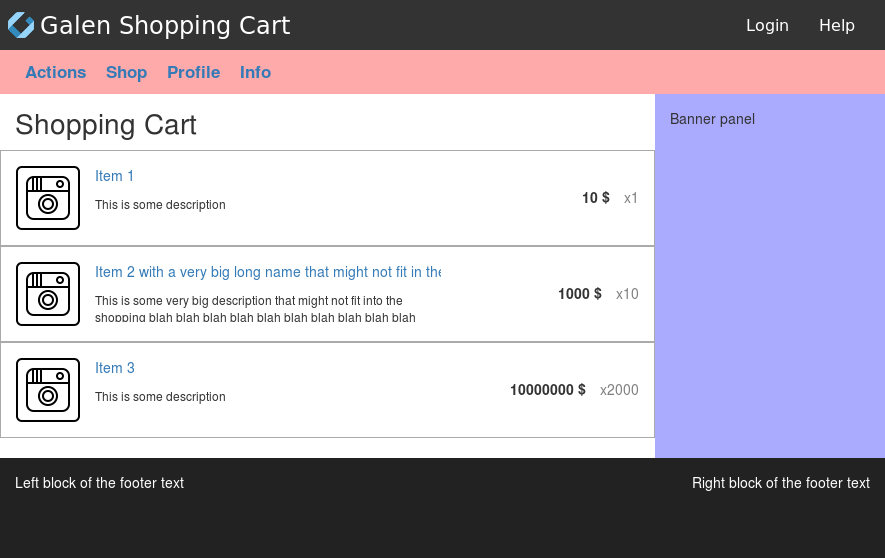 Galen Shopping Cart
Login Help
Actions Shop Profile Info
Shopping Cart
Banner panel
Item 1
This is some description
10 $ x1
Item 2 with a very big long name that might not fit in the
This is some very big description that might not fit into the
shopping blah blah blah blah blah blah blah blah blah blah
1000 $ x10
Item 3
This is some description
10000000 $ x2000
Left block of the footer text
Right block of the footer text